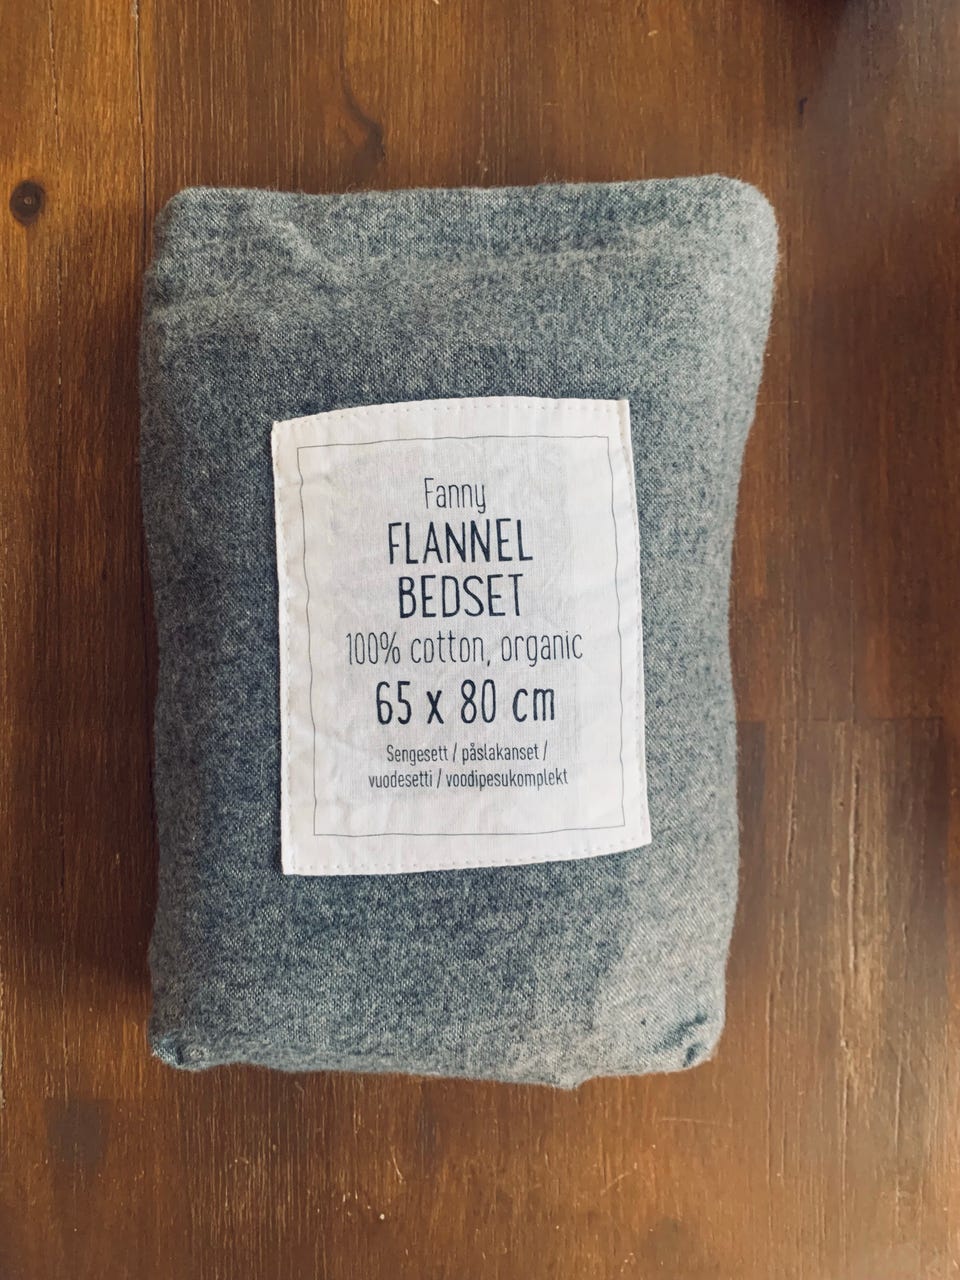 Fanny
FLANNEL
BEDSET
100% cotton, organic
65 x 80 cm
Sengesett / påslakanset /
vuodesetti / voodipesukomplekt